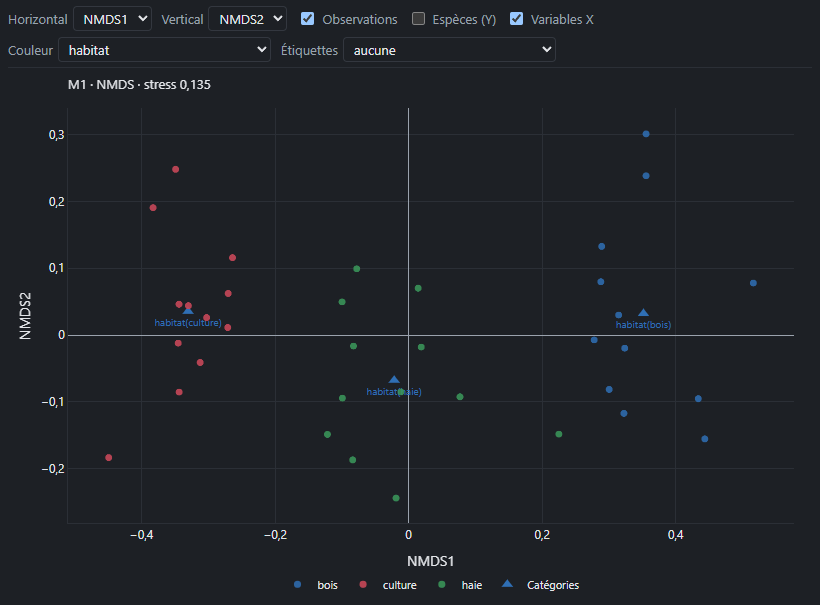 Horizontal NMDS1 Vertical NMDS2 Observations Espèces (Y) Variables X
Couleur habitat Étiquettes aucune
M1 · NMDS · stress 0,135
0,3
0,2
0,1
0
−0,1
−0,2
NMDS2
habitat(culture)
habitat(bois)
habitat(haie)
−0,4 −0,2 0 0,2 0,4
NMDS1
bois culture haie Catégories